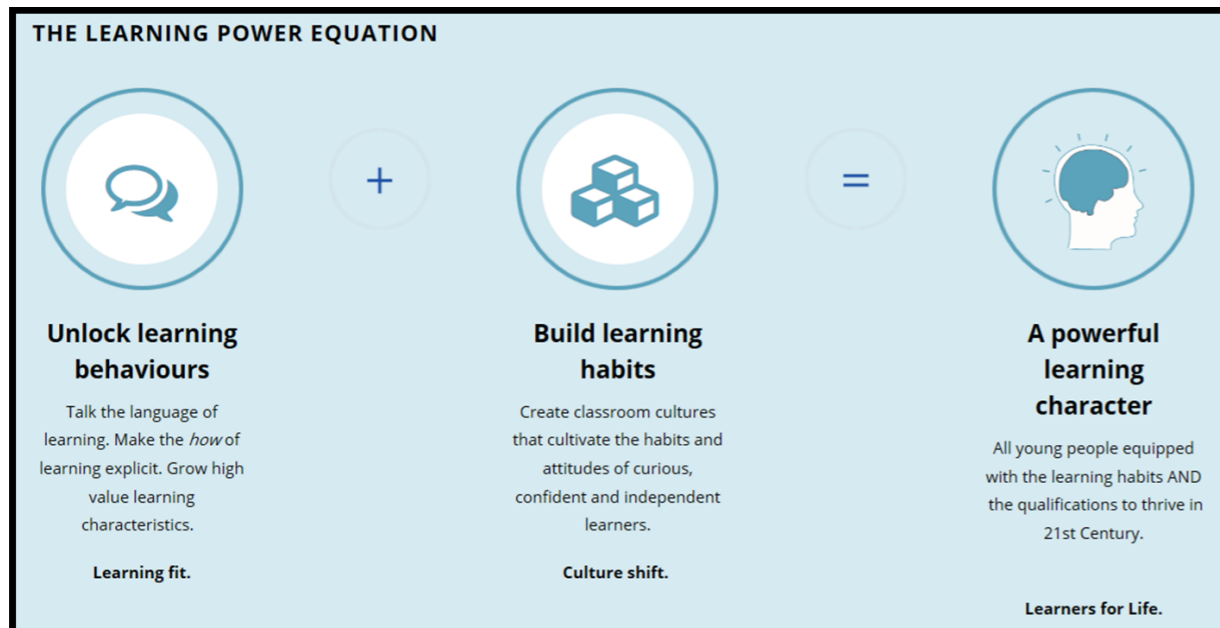 THE LEARNING POWER EQUATION
+
=
Unlock learning
behaviours
Talk the language of
learning. Make the how of
learning explicit. Grow high
value learning
characteristics.
Learning fit.
Build learning
habits
Create classroom cultures
that cultivate the habits and
attitudes of curious,
confident and independent
learners.
Culture shift.
A powerful
learning
character
All young people equipped
with the learning habits AND
the qualifications to thrive in
21st Century.
Learners for Life.